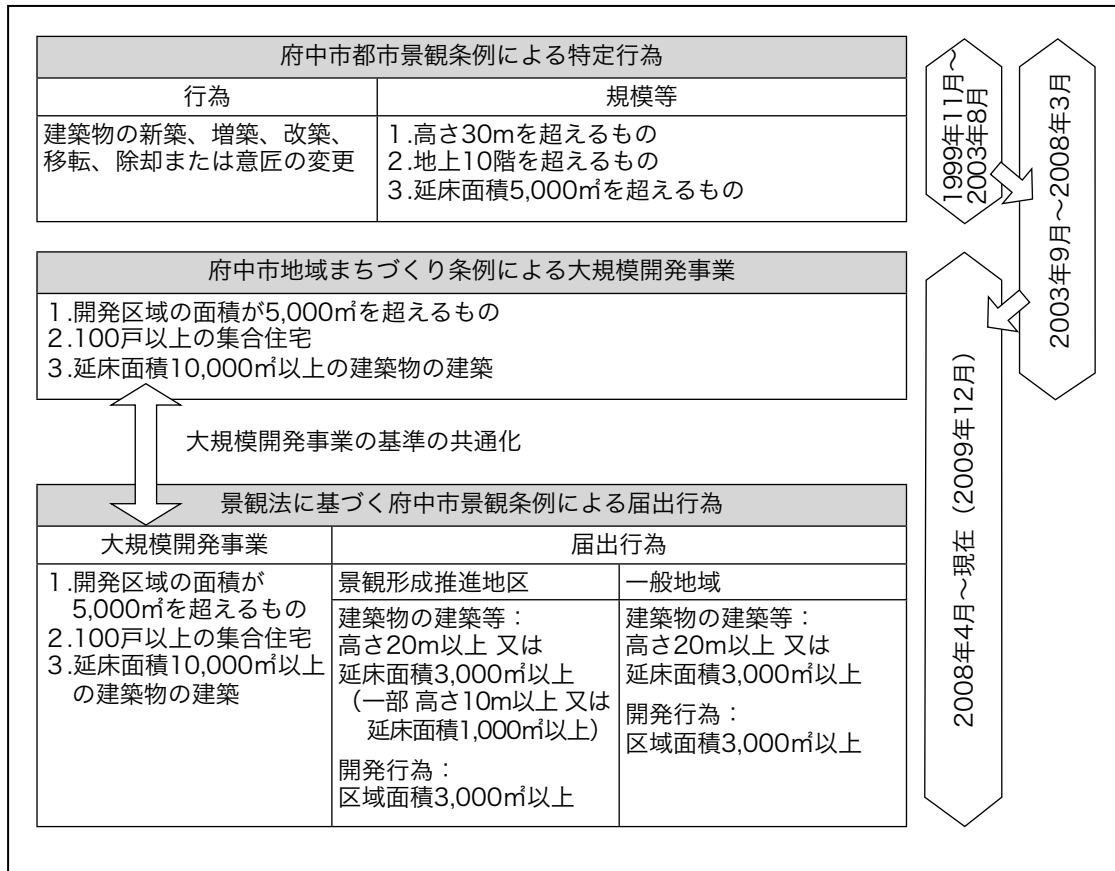 府中市都市景観条例による特定行為
行為
規模等
建築物の新築、増築、改築、
移転、除却または意匠の変更
1.高さ30mを超えるもの
2.地上10階を超えるもの
3.延床面積5,000㎡を超えるもの
府中市地域まちづくり条例による大規模開発事業
1.開発区域の面積が5,000㎡を超えるもの
2.100戸以上の集合住宅
3.延床面積10,000㎡以上の建築物の建築
大規模開発事業の基準の共通化
景観法に基づく府中市景観条例による届出行為
大規模開発事業
届出行為
1.開発区域の面積が
5,000㎡を超えるもの
2.100戸以上の集合住宅
3.延床面積10,000㎡以上
の建築物の建築
景観形成推進地区
建築物の建築等：
高さ20m以上 又は
延床面積3,000㎡以上
（一部 高さ10m以上 又は
延床面積1,000㎡以上）
開発行為：
区域面積3,000㎡以上
一般地域
建築物の建築等：
高さ20m以上 又は
延床面積3,000㎡以上
開発行為：
区域面積3,000㎡以上
1999年11月～
2003年8月
2003年9月～2008年3月
2008年4月～現在（2009年12月）